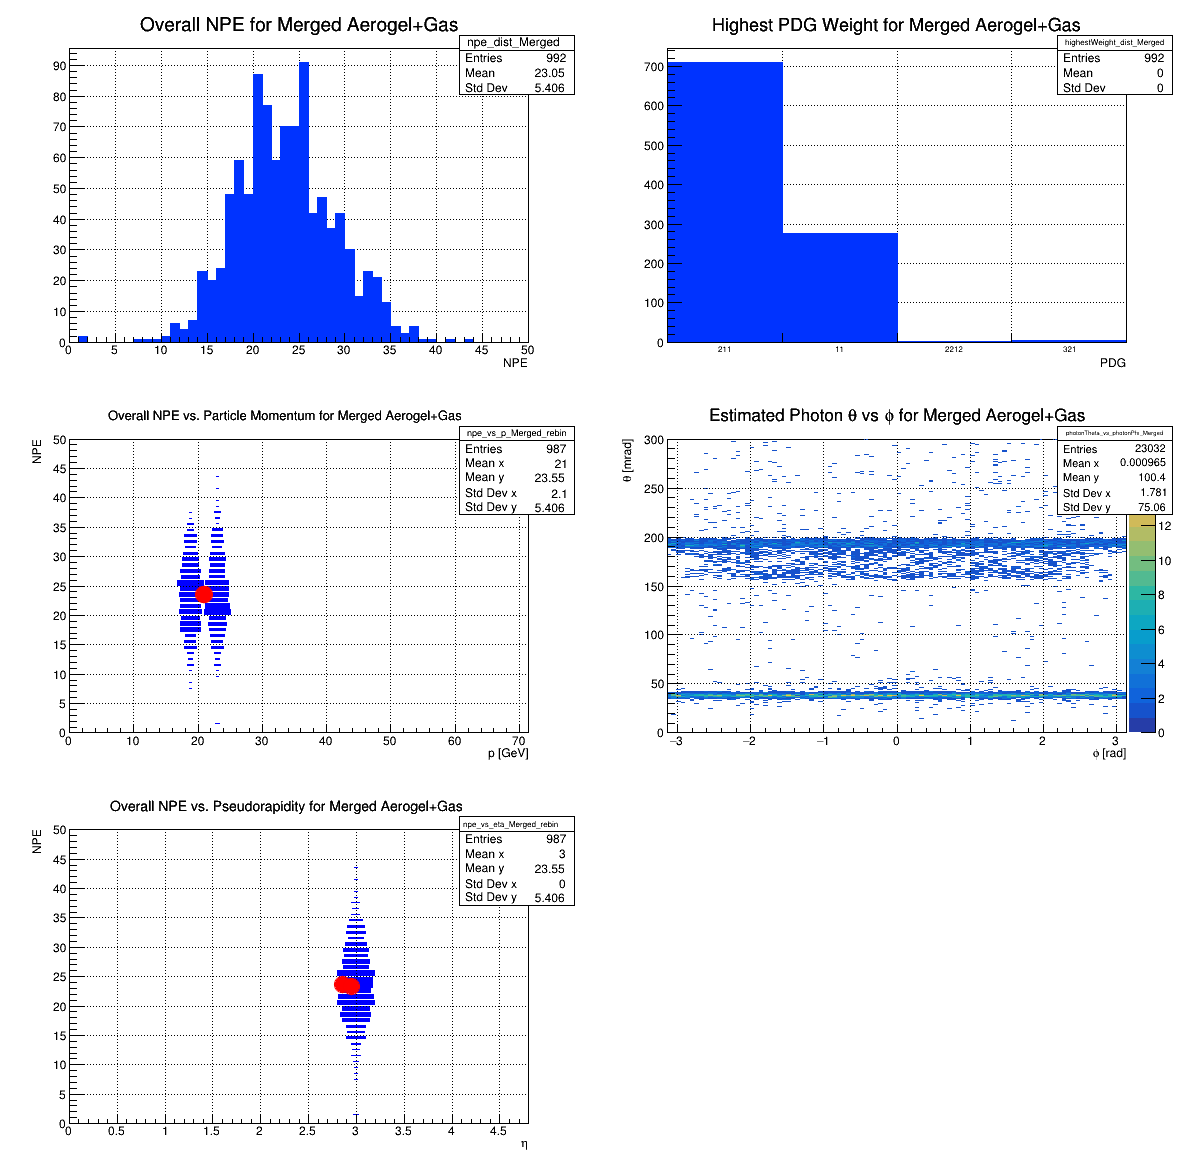 Overall NPE for Merged Aerogel+Gas
npe_dist_Merged
Entries 992
Mean 23.05
Std Dev 5.406
90
80
70
60
50
40
30
20
10
0
0 5 10 15 20 25 30 35 40 45 50
NPE
Highest PDG Weight for Merged Aerogel+Gas
highestWeight_dist_Merged
Entries 992
Mean 0
Std Dev 0
700
600
500
400
300
200
100
0
211 11 2212 321
PDG
Overall NPE vs. Particle Momentum for Merged Aerogel+Gas
npe_vs_p_Merged_rebin
Entries 987
Mean x 21
Mean y 23.55
Std Dev x 2.1
Std Dev y 5.406
NPE
50
45
40
35
30
25
20
15
10
5
0
0 10 20 30 40 50 60 70
p [GeV]
Estimated Photon θ vs ϕ for Merged Aerogel+Gas
photonTheta_vs_photonPhi_Merged
Entries 23032
Mean x 0.000965
Mean y 100.4
Std Dev x 1.781
Std Dev y 75.06
θ [mrad]
300
250
200
150
100
50
0
−3 −2 −1 0 1 2 3
ϕ [rad]
12
10
8
6
4
2
0
Overall NPE vs. Pseudorapidity for Merged Aerogel+Gas
npe_vs_eta_Merged_rebin
Entries 987
Mean x 3
Mean y 23.55
Std Dev x 0
Std Dev y 5.406
NPE
50
45
40
35
30
25
20
15
10
5
0
0 0.5 1 1.5 2 2.5 3 3.5 4 4.5
η